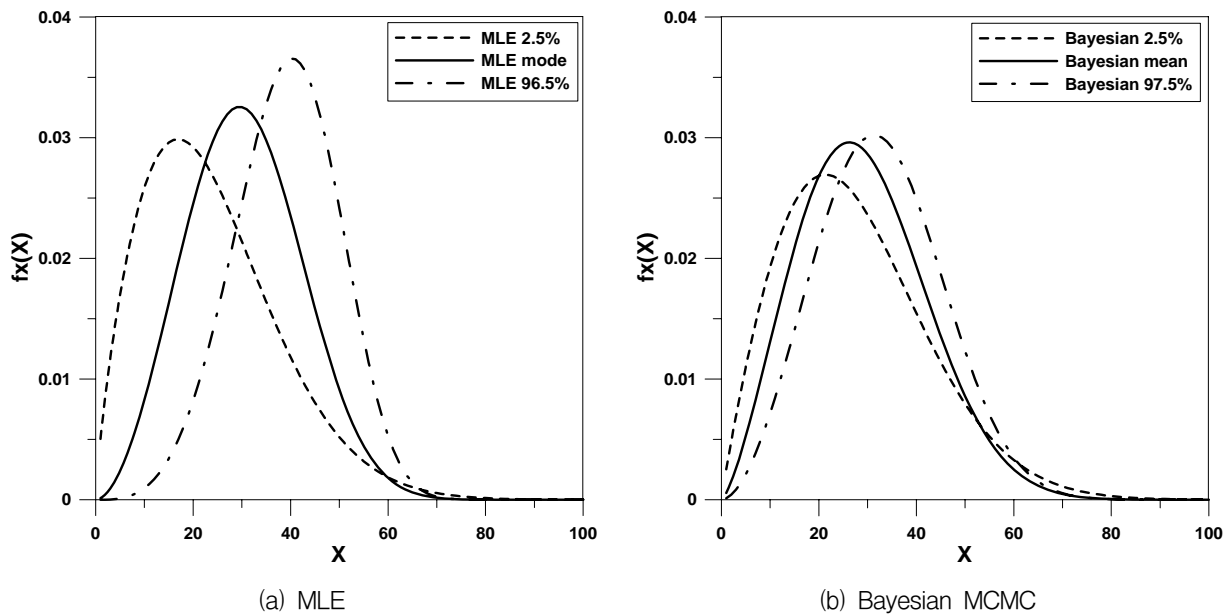 0.04
0.03
0.02
0.01
0
fx(X)
0 20 40 60 80 100
X
MLE 2.5%
MLE mode
MLE 96.5%
(a) MLE
0.04
0.03
0.02
0.01
0
fx(X)
0 20 40 60 80 100
X
Bayesian 2.5%
Bayesian mean
Bayesian 97.5%
(b) Bayesian MCMC